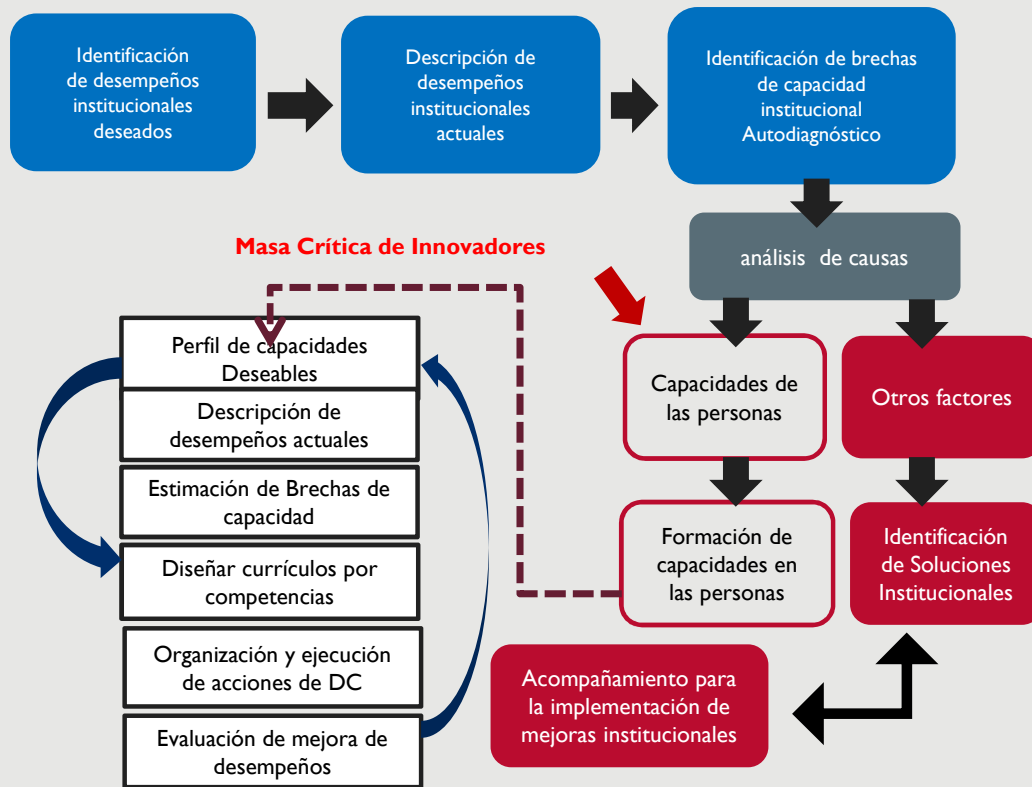 Identificación
de desempeños
institucionales
deseados
Descripción de
desempeños
institucionales
actuales
Identificación de brechas
de capacidad
institucional
Autodiagnóstico
análisis de causas
Masa Crítica de Innovadores
Capacidades de
las personas
Otros factores
Formación de
capacidades en
las personas
Identificación
de Soluciones
Institucionales
Acompañamiento para
la implementación de
mejoras institucionales
Perfil de capacidades
Deseables
Descripción de
desempeños actuales
Estimación de Brechas de
capacidad
Diseñar currículos por
competencias
Organización y ejecución
de acciones de DC
Evaluación de mejora de
desempeños